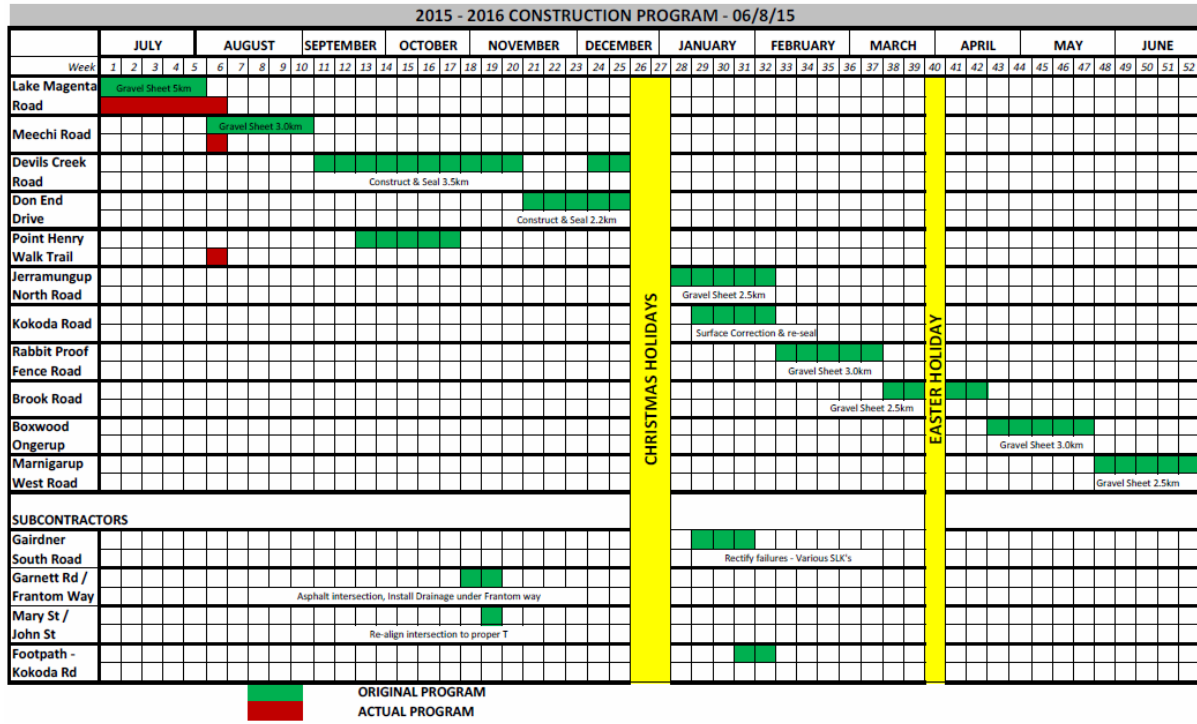 2015 - 2016 CONSTRUCTION PROGRAM - 06/8/15
JULY AUGUST SEPTEMBER OCTOBER NOVEMBER DECEMBER JANUARY FEBRUARY MARCH APRIL MAY JUNE
Week 1 2 3 4 5 6 7 8 9 10 11 12 13 14 15 16 17 18 19 20 21 22 23 24 25 26 27 28 29 30 31 32 33 34 35 36 37 38 39 40 41 42 43 44 45 46 47 48 49 50 51 52
Lake Magenta Gravel Sheet 5km
Road
Meechi Road Gravel Sheet 3.0km
Devils Creek
Road Construct & Seal 3.5km
Don End
Drive Construct & Seal 2.2km
Point Henry
Walk Trail
Jerramungup
North Road Gravel Sheet 2.5km
Kokoda Road Surface Correction & re-seal
Rabbit Proof
Fence Road Gravel Sheet 3.0km
Brook Road Gravel Sheet 2.5km
Boxwood
Ongerup Gravel Sheet 3.0km
Marnigarup
West Road Gravel Sheet 2.5km
CHRISTMAS HOLIDAYS
EASTER HOLIDAY
SUBCONTRACTORS
Gairdner
South Road Rectify failures - Various SLK's
Garnett Rd /
Frantom Way Asphalt intersection, Install Drainage under Frantom way
Mary St /
John St Re-align intersection to proper T
Footpath -
Kokoda Rd
ORIGINAL PROGRAM
ACTUAL PROGRAM